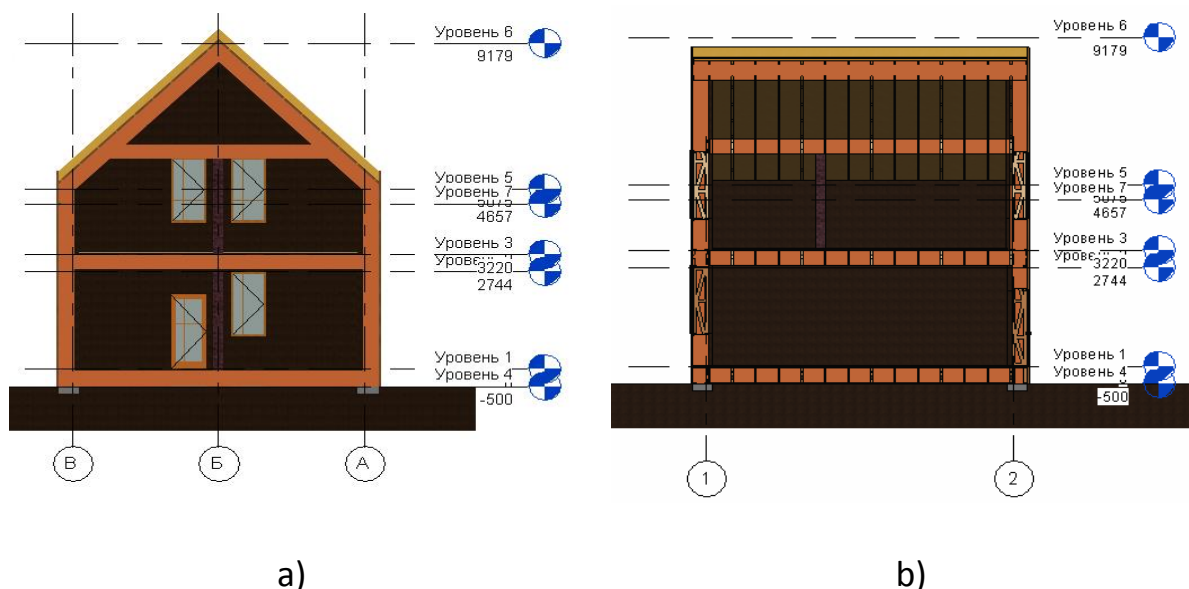 Уровень 6
9179
Уровень 5
Уровень 7
4657
Уровень 3
3220
2744
Уровень 1
Уровень 4
-500
В Б А
a)
Уровень 6
9179
Уровень 5
Уровень 7
4657
Уровень 3
3220
2744
Уровень 1
Уровень 4
-500
1 2
b)